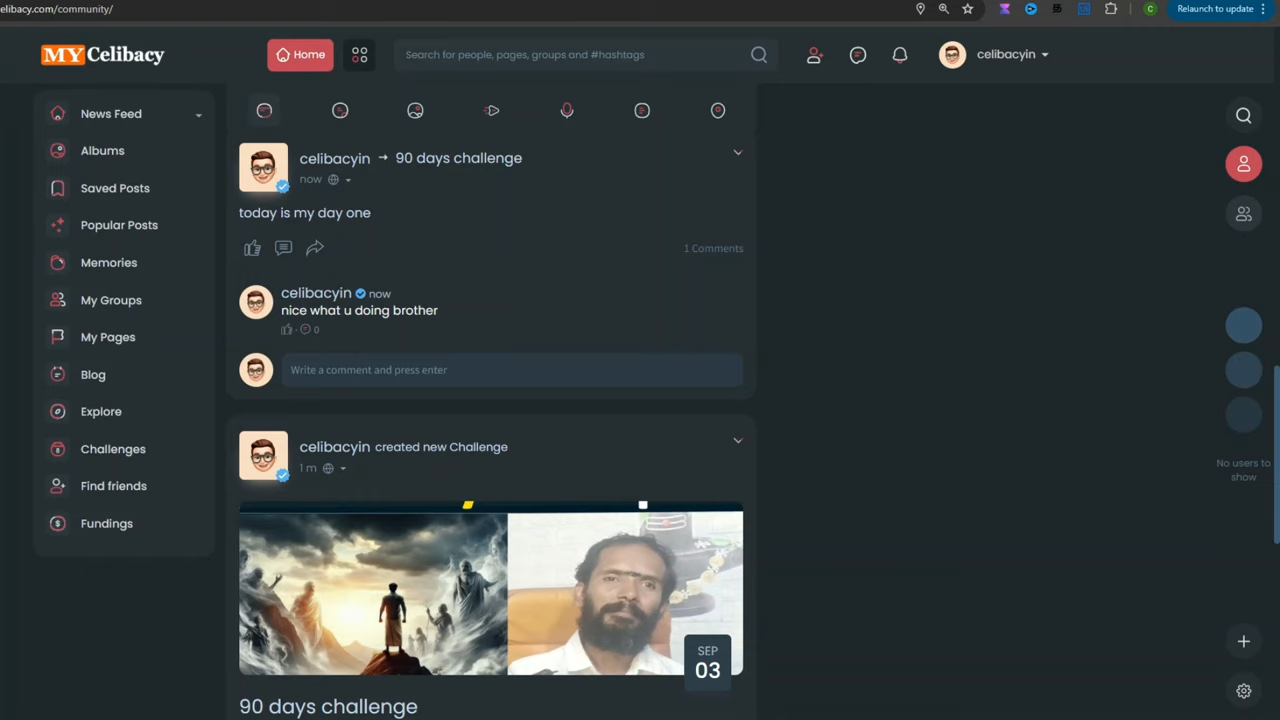 elibacy.com/community/
Relaunch to update
MY Celibacy
Home
Search for people, pages, groups and #hashtags
celibacyin
News Feed
Albums
Saved Posts
Popular Posts
Memories
My Groups
My Pages
Blog
Explore
Challenges
Find friends
Fundings
celibacyin → 90 days challenge
now
today is my day one
1 Comments
celibacyin now
nice what u doing brother
0
Write a comment and press enter
celibacyin created new Challenge
1 m
SEP
03
90 days challenge
No users to
show
C